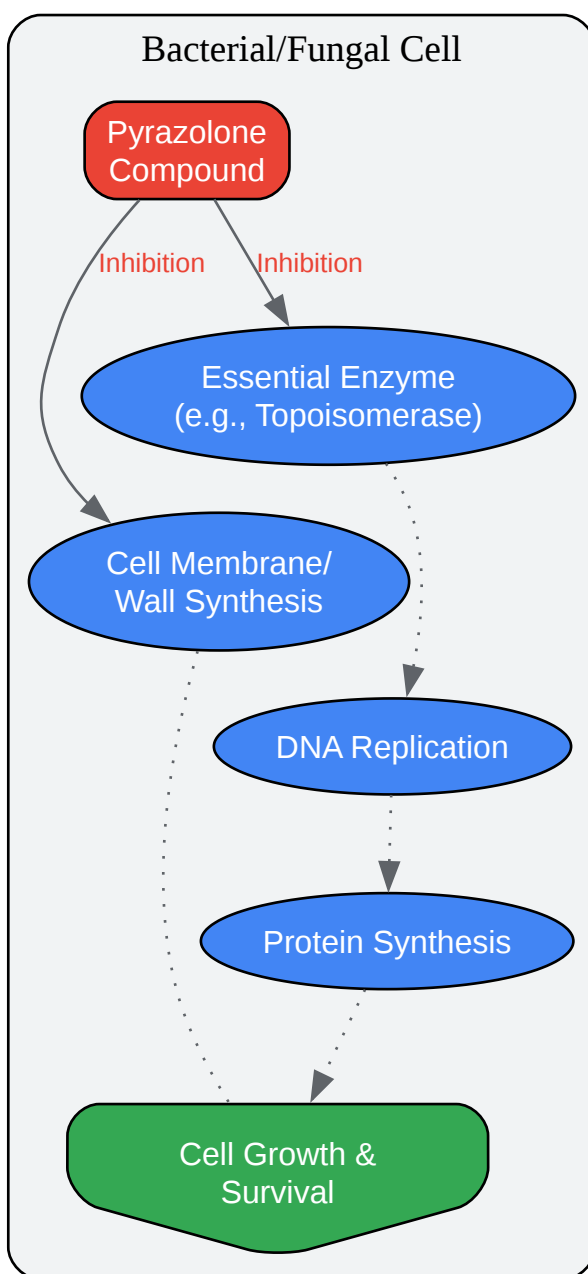 Bacterial/Fungal Cell
Pyrazolone
Compound
Inhibition
Inhibition
Essential Enzyme
(e.g., Topoisomerase)
Cell Membrane/
Wall Synthesis
DNA Replication
Protein Synthesis
Cell Growth &
Survival